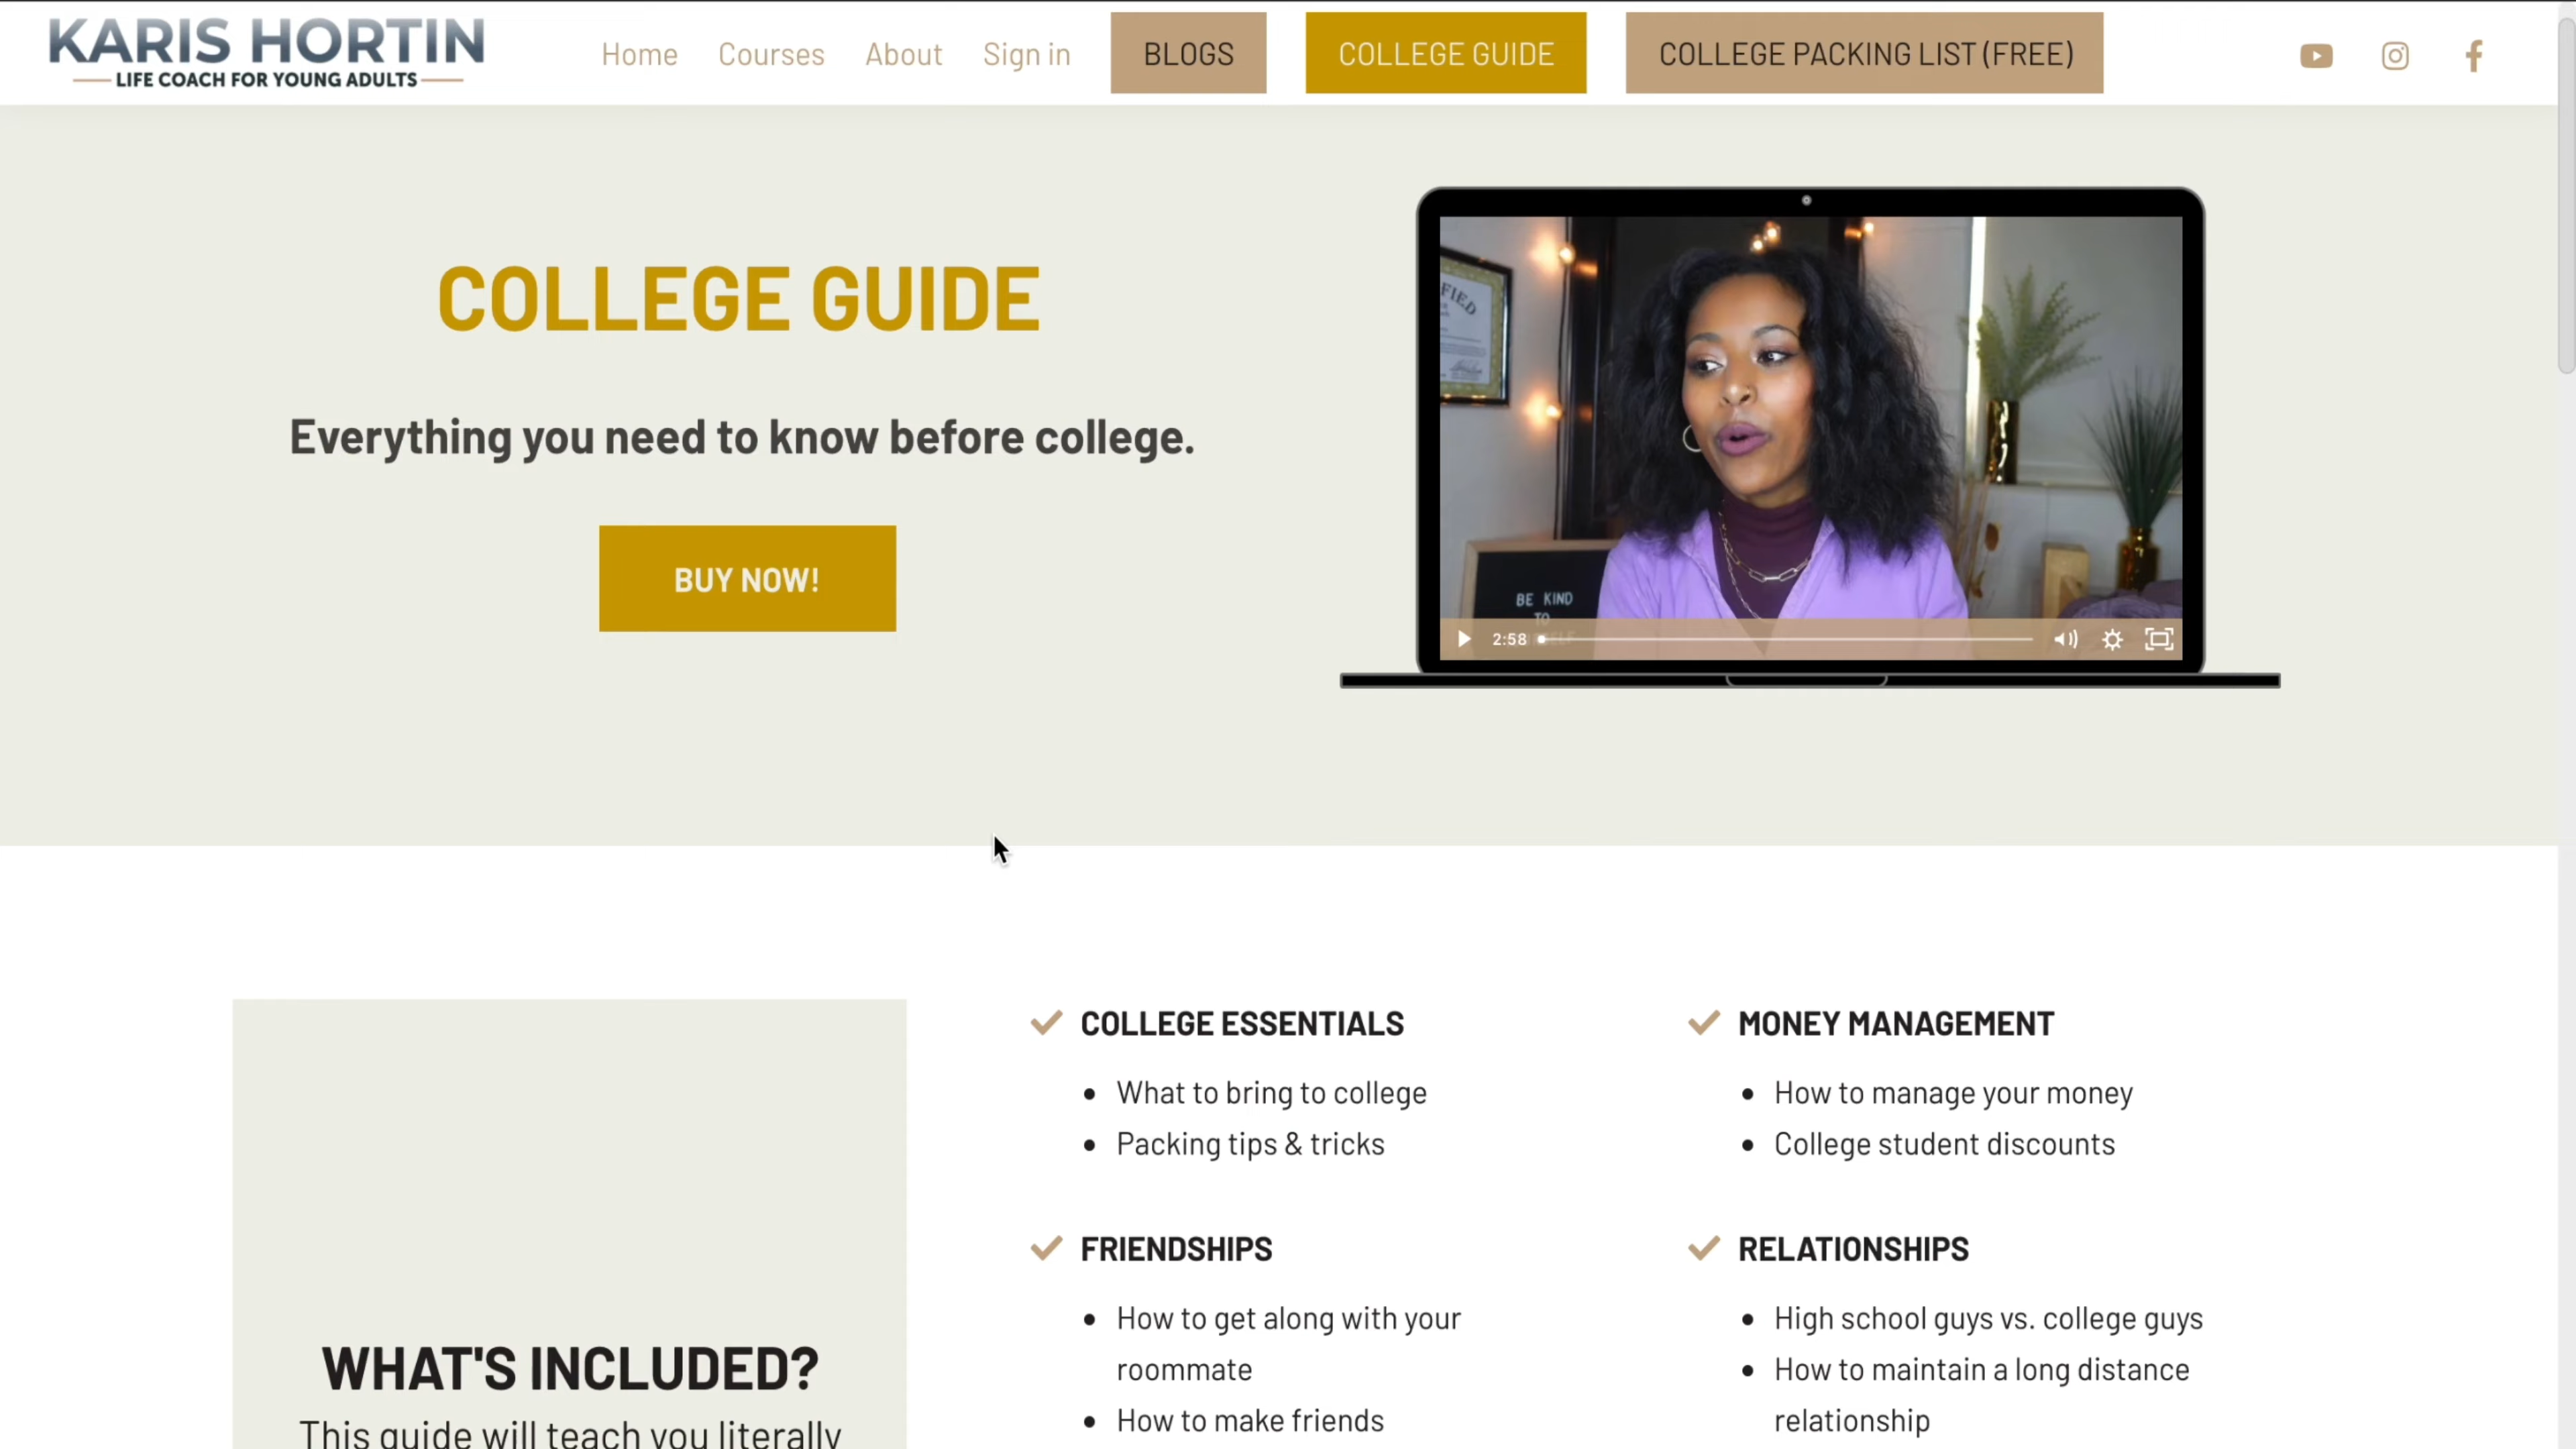 KARIS HORTIN
LIFE COACH FOR YOUNG ADULTS
Home
Courses
About
Sign in
BLOGS
COLLEGE GUIDE
COLLEGE PACKING LIST (FREE)
COLLEGE GUIDE
Everything you need to know before college.
BUY NOW!
FIED
BE KIND
TO
2:58
WHAT'S INCLUDED?
This guide will teach you literally
COLLEGE ESSENTIALS
What to bring to college
Packing tips & tricks
FRIENDSHIPS
How to get along with your
roommate
How to make friends
MONEY MANAGEMENT
How to manage your money
College student discounts
RELATIONSHIPS
High school guys vs. college guys
How to maintain a long distance
relationship